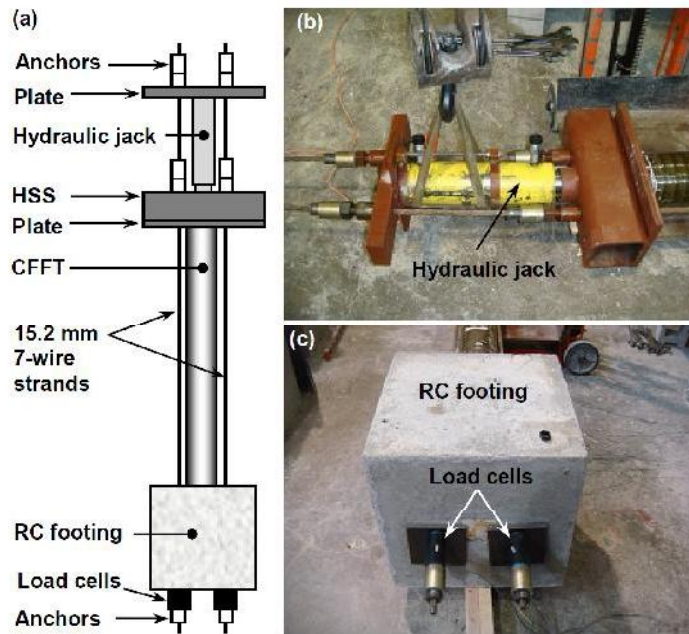 (a)
Anchors
Plate
Hydraulic jack
HSS
Plate
CFFT
15.2 mm
7-wire
strands
RC footing
Load cells
Anchors
(b)
Hydraulic jack
(c)
RC footing
Load cells